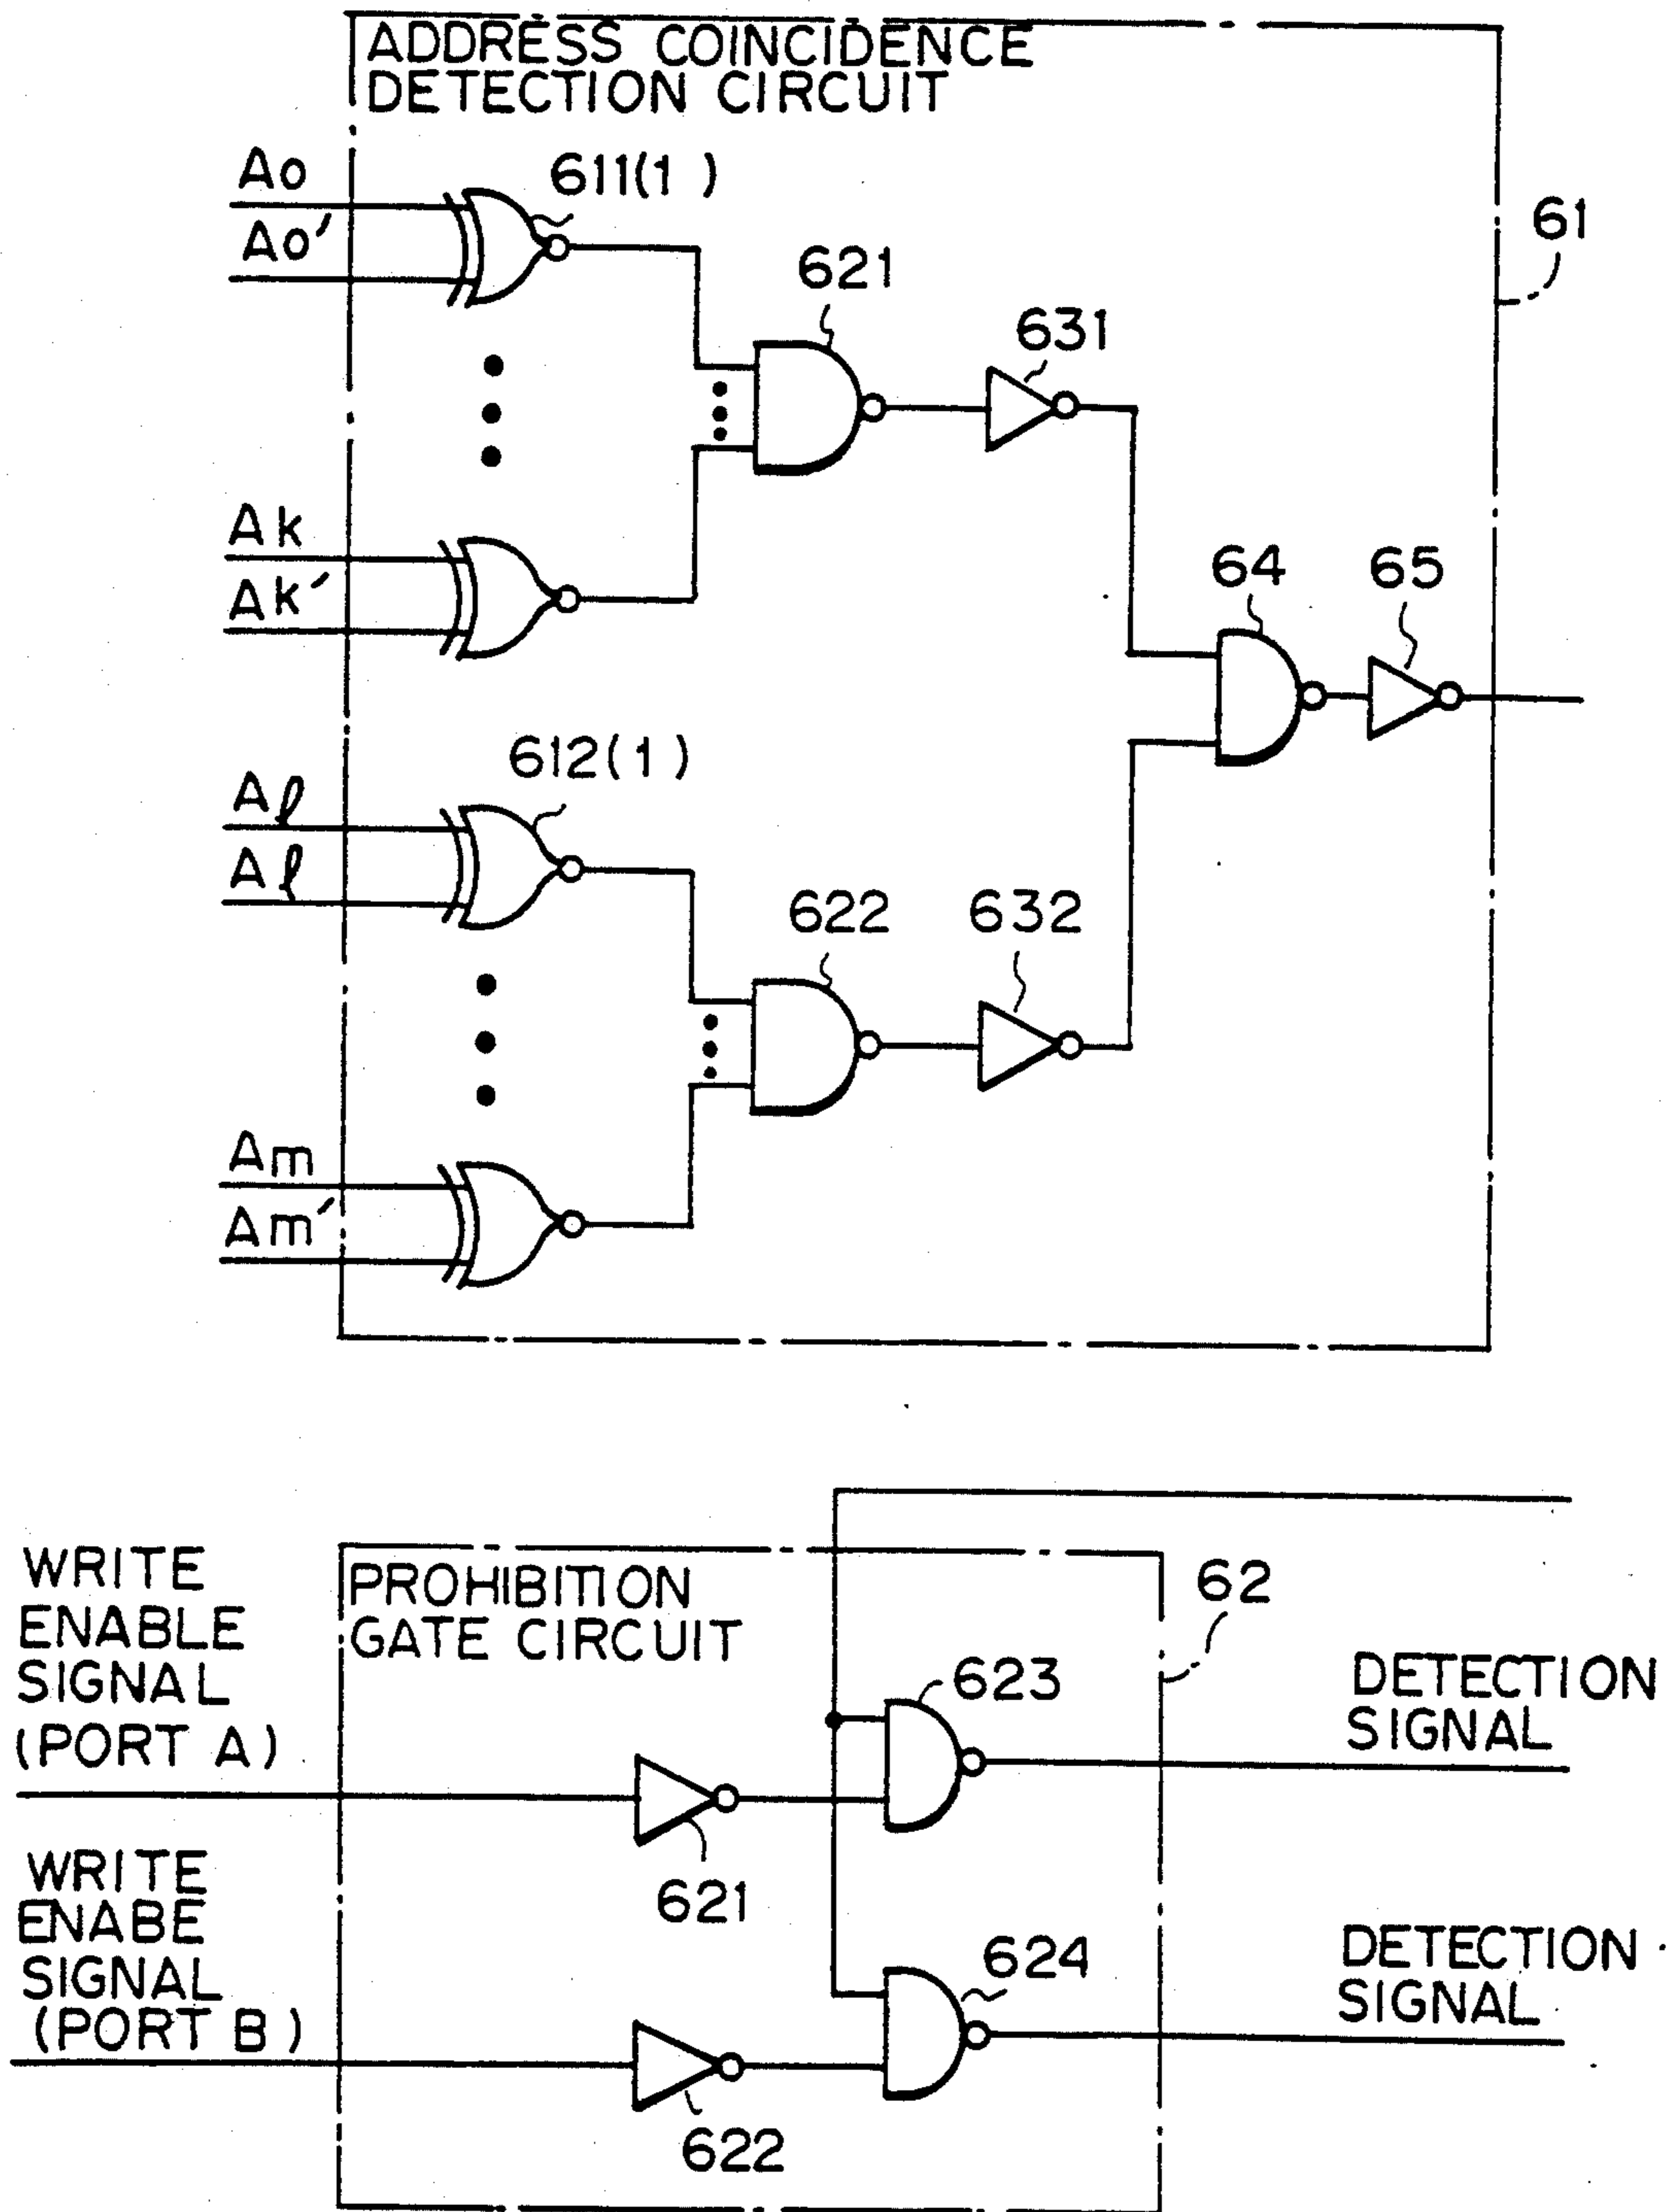 ADDRESS COINCIDENCE
DETECTION CIRCUIT
Ao
611(1)
Ao′
61
621
631
Ak
Ak′
64
65
612(1)
Aℓ
Aℓ
622
632
Am
Am′
WRITE
ENABLE
SIGNAL
(PORT A)
PROHIBITION
GATE CIRCUIT
62
623
DETECTION
SIGNAL
621
WRITE
ENABE
SIGNAL
(PORT B)
624
DETECTION
SIGNAL
622